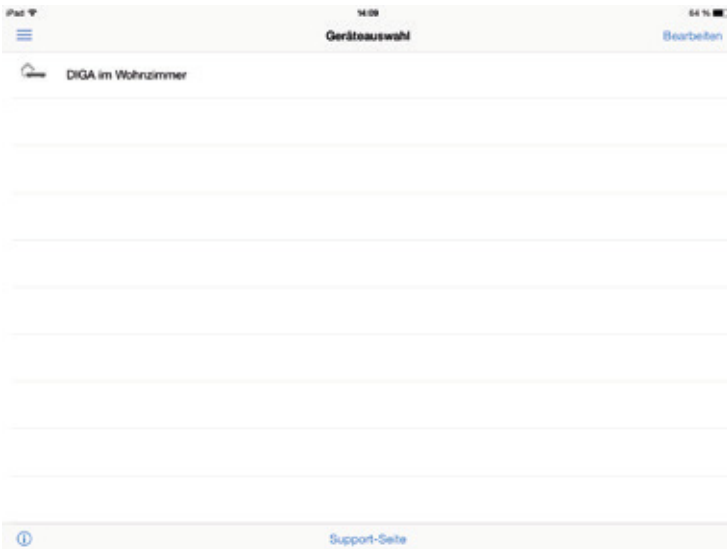 iPad 14:09 64 %
Geräteauswahl Bearbeiten
DIGA im Wohnzimmer
Support-Seite